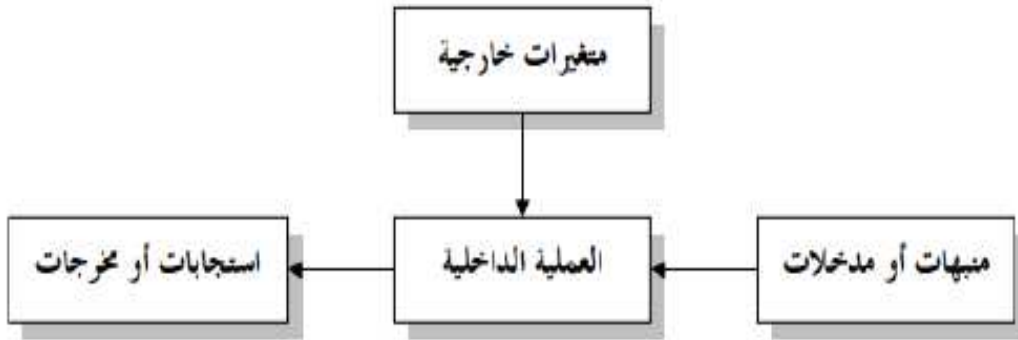 متغيرات خارجية
منبهات أو مدخلات
العملية الداخلية
استجابات أو مخرجات